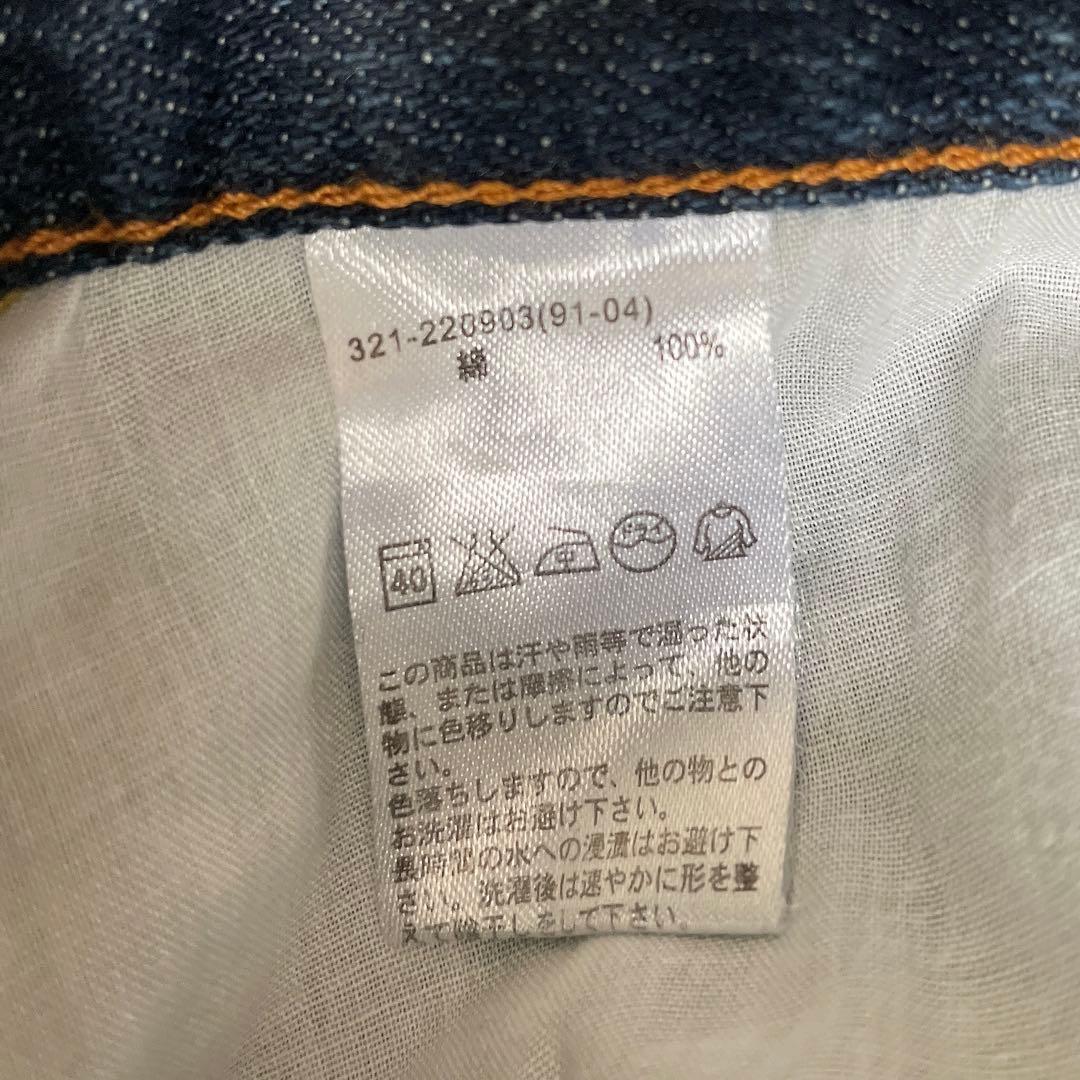 321-220903(91-04)
綿 100%
40 中 ドライ
この商品は汗や雨等で湿った状
態、または摩擦によって、他の
物に色移りしますのでご注意下
さい。
色落ちしますので、他の物との
お洗濯はお避け下さい。
長時間の水への浸漬はお避け下
さい。洗濯後は速やかに形を整
えて陰干しをして下さい。